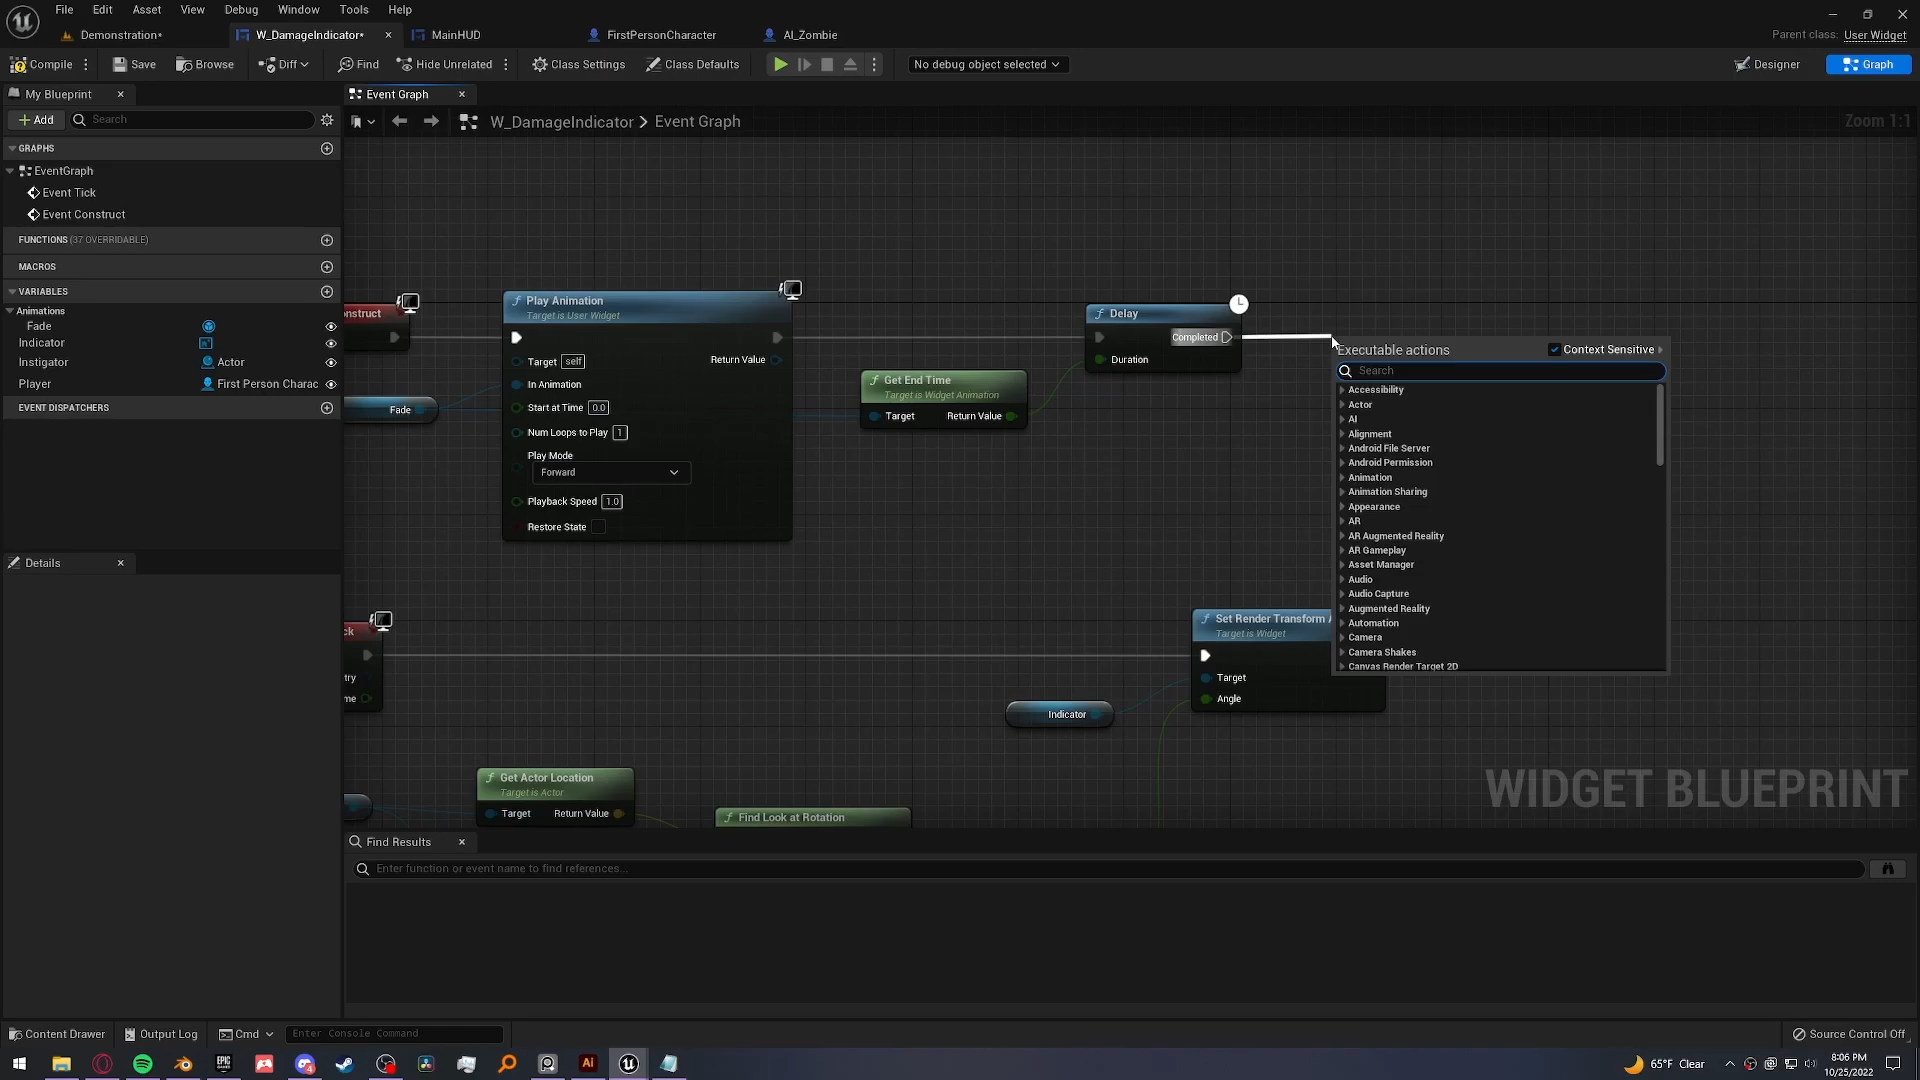 File Edit Asset View Debug Window Tools Help
Demonstration*
W_DamageIndicator*
MainHUD
FirstPersonCharacter
AI_Zombie
Parent class: User Widget
Compile
Save
Browse
Diff
Find
Hide Unrelated
Class Settings
Class Defaults
No debug object selected
Designer
Graph
My Blueprint
Event Graph
Add
Search
W_DamageIndicator > Event Graph
Zoom 1:1
GRAPHS
EventGraph
Event Tick
Event Construct
FUNCTIONS (37 OVERRIDABLE)
MACROS
VARIABLES
Animations
Fade
Indicator
Instigator Actor
Player First Person Charac
EVENT DISPATCHERS
Details
onstruct
Fade
Play Animation
Target is User Widget
Target self
Return Value
In Animation
Start at Time 0.0
Num Loops to Play 1
Play Mode
Forward
Playback Speed 1.0
Restore State
Get End Time
Target is Widget Animation
Target Return Value
Delay
Completed
Duration
Executable actions
Context Sensitive
Search
Accessibility
Actor
AI
Alignment
Android File Server
Android Permission
Animation
Animation Sharing
Appearance
AR
AR Augmented Reality
AR Gameplay
Asset Manager
Audio
Audio Capture
Augmented Reality
Automation
Camera
Camera Shakes
Canvas Render Target 2D
ck
try
me
Set Render Transform A
Target is Widget
Target
Angle
Indicator
Get Actor Location
Target is Actor
Target Return Value
Find Look at Rotation
WIDGET BLUEPRINT
Find Results
Enter function or event name to find references...
Content Drawer
Output Log
Cmd
Enter Console Command
Source Control Off
EPIC GAMES
Ai
65°F Clear
8:06 PM
10/25/2022